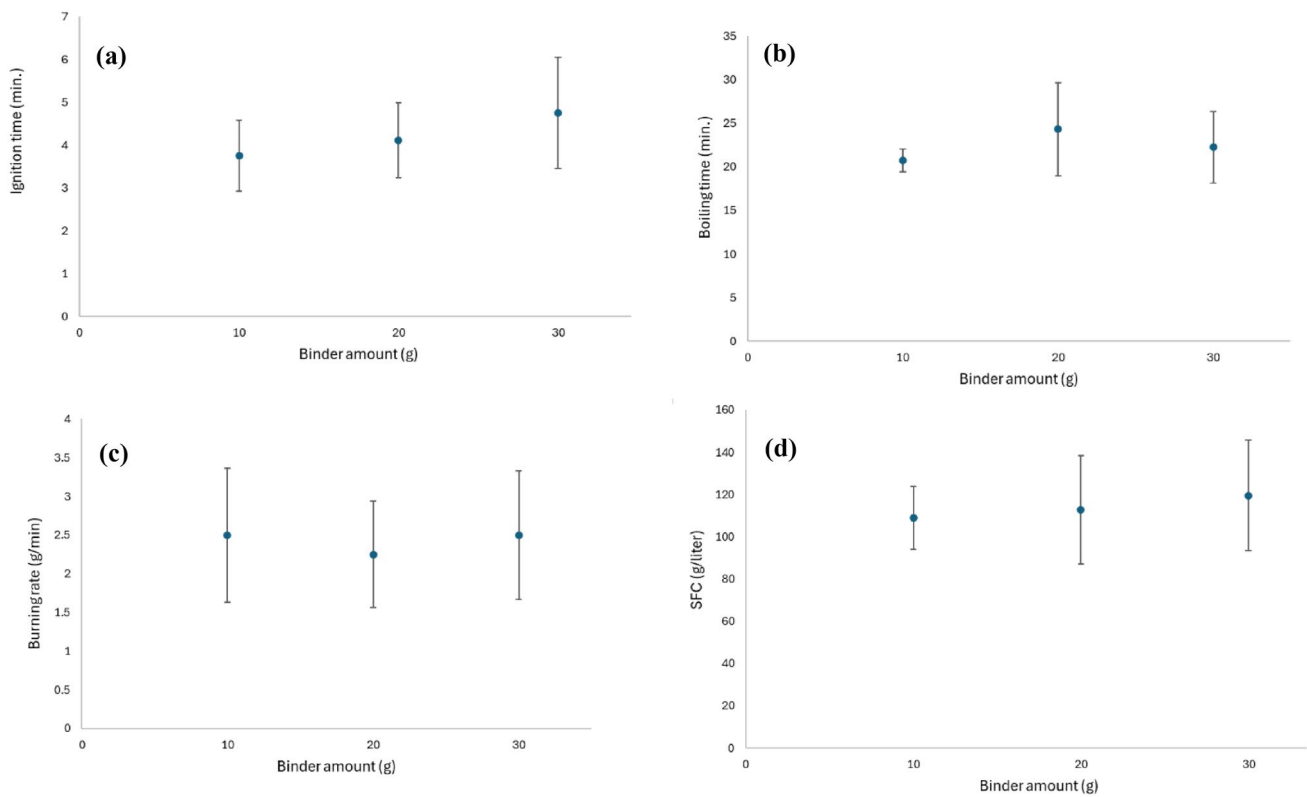 (a)
Ignition time (min.)
7
6
5
4
3
2
1
0
0 10 20 30
Binder amount (g)
(b)
Boiling time (min.)
35
30
25
20
15
10
5
0
0 10 20 30
Binder amount (g)
(c)
Burning rate (g/min)
4
3.5
3
2.5
2
1.5
1
0.5
0
0 10 20 30
Binder amount (g)
(d)
SFC (g/liter)
160
140
120
100
80
60
40
20
0
0 10 20 30
Binder amount (g)